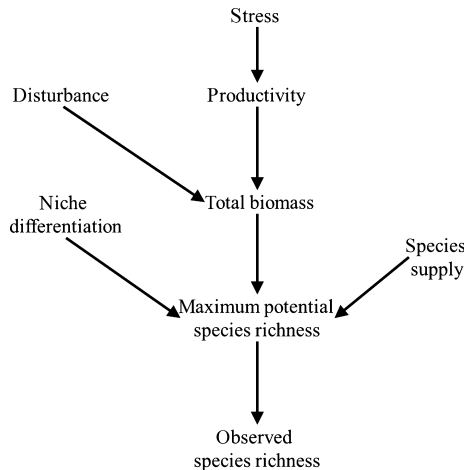 Stress
Disturbance
Productivity
Niche
differentiation
Total biomass
Species
supply
Maximum potential
species richness
Observed
species richness